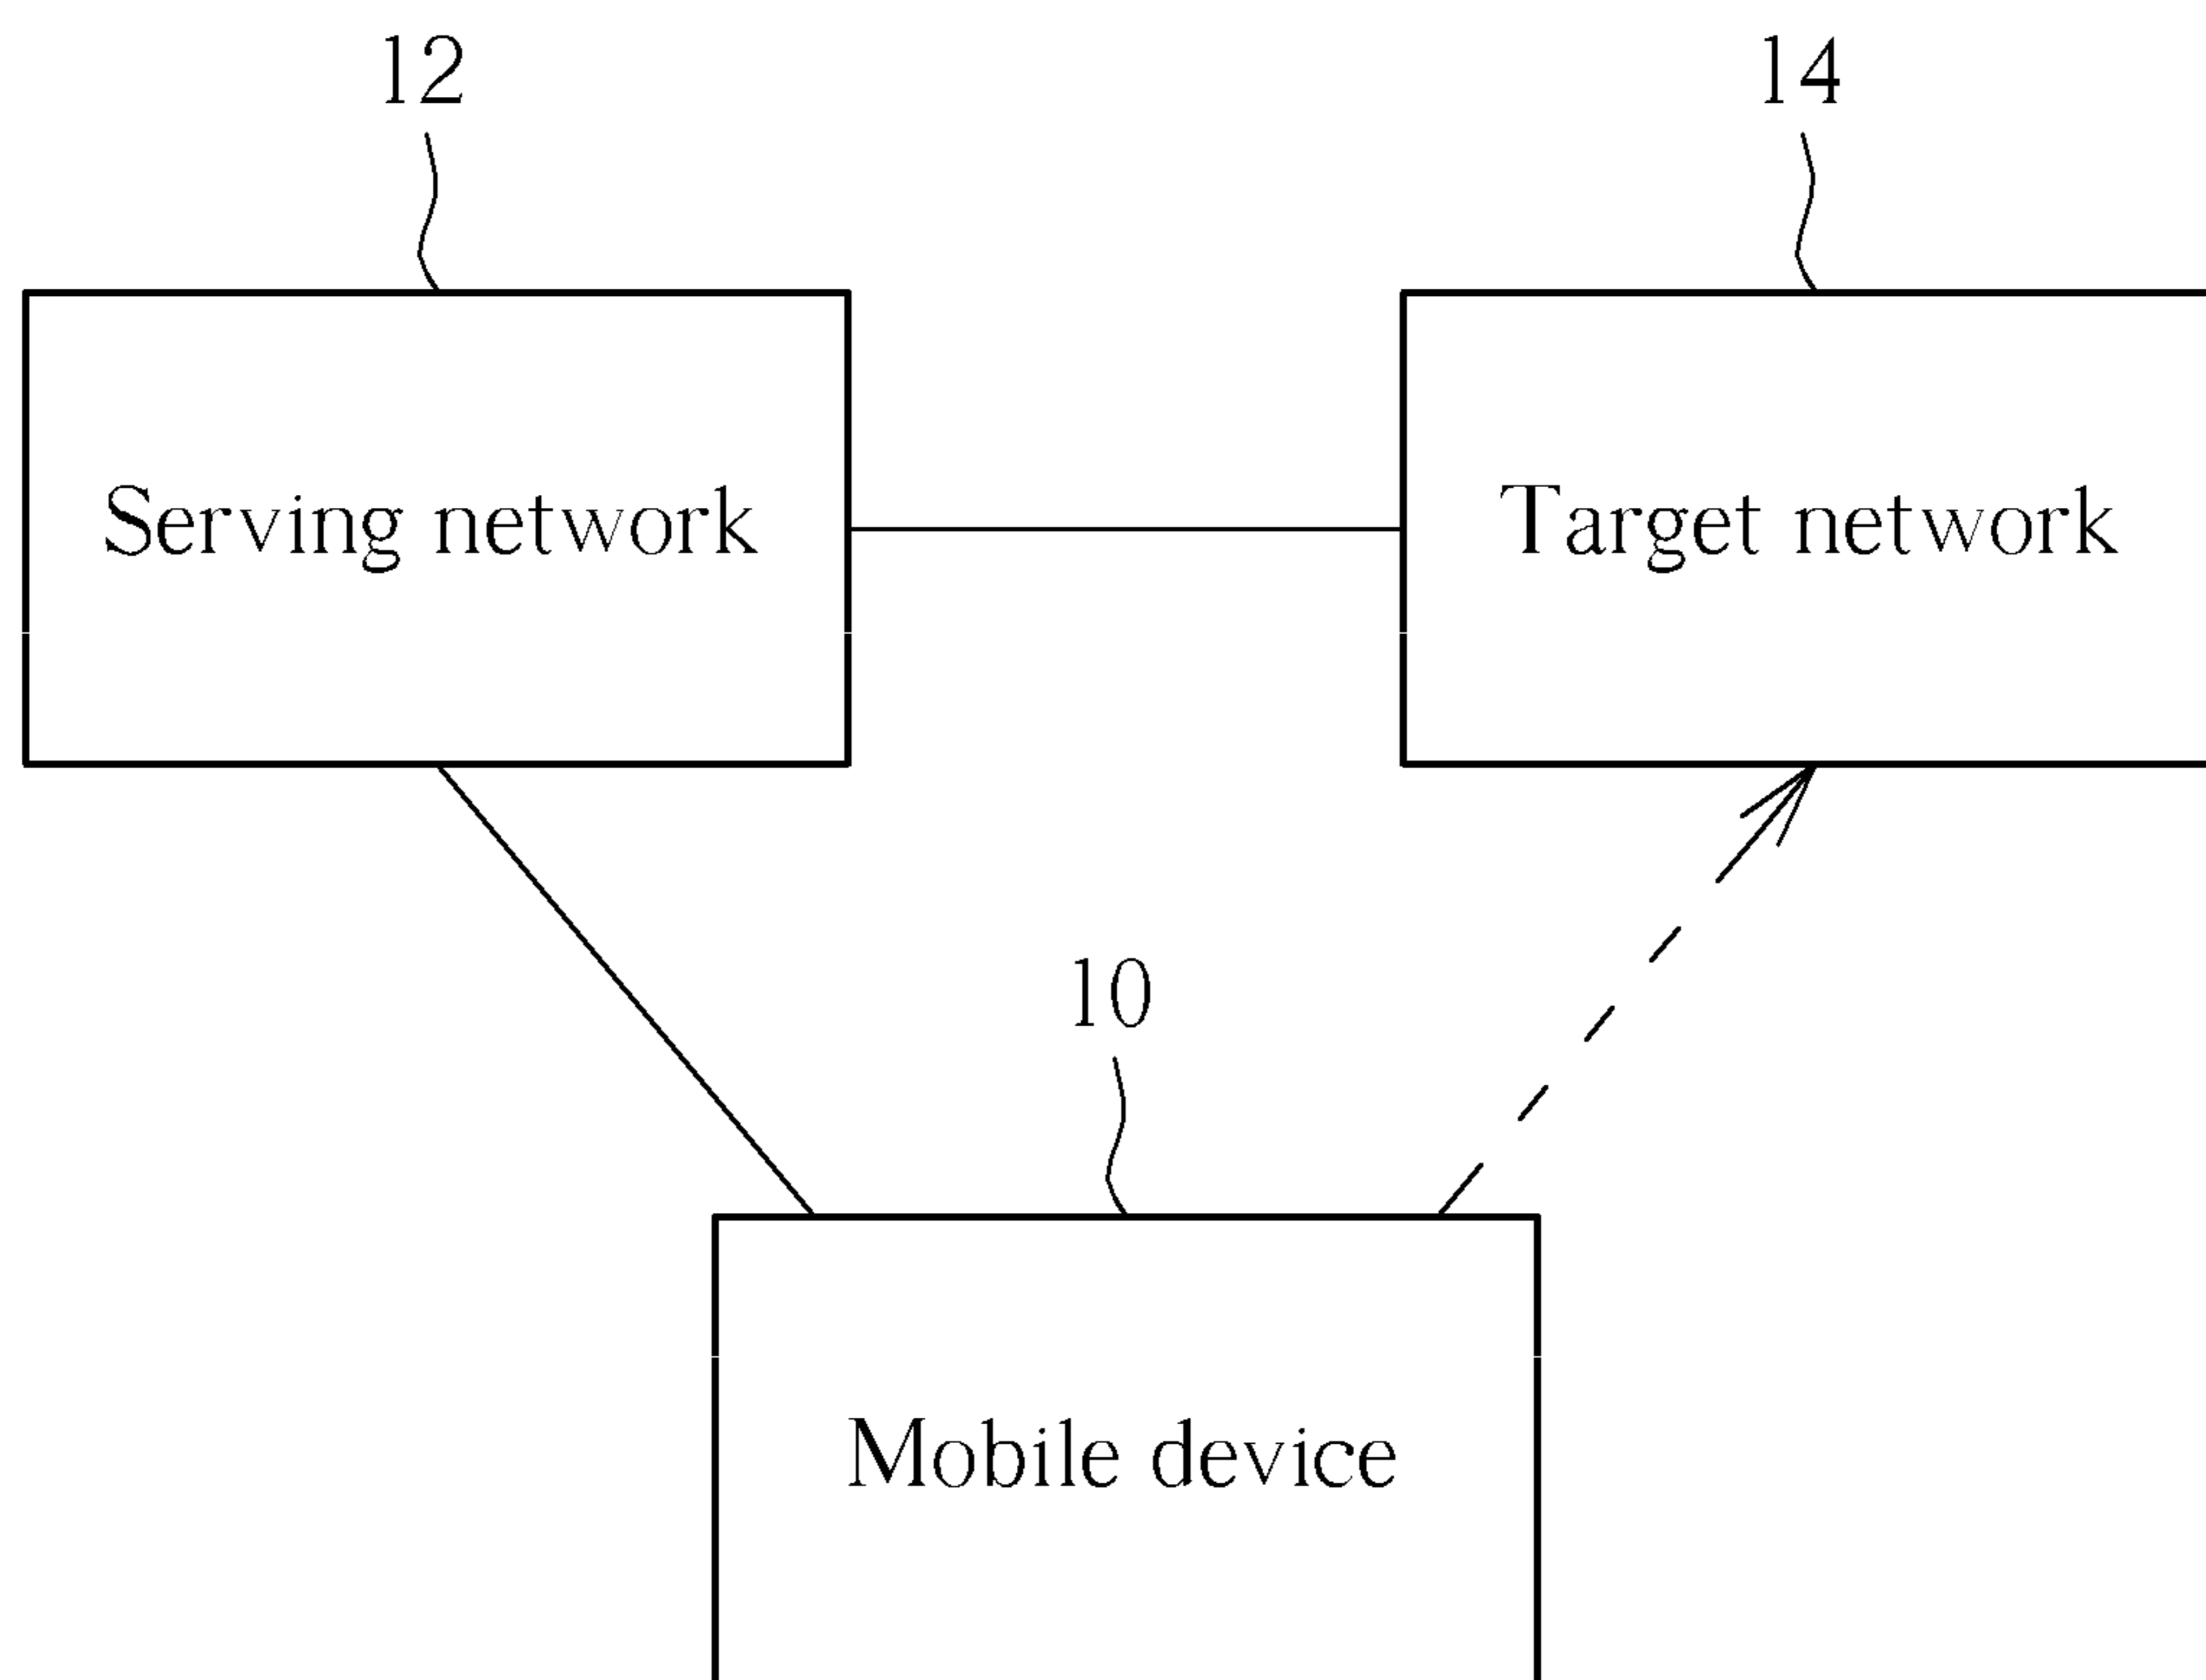 12
14
Serving network
Target network
10
Mobile device